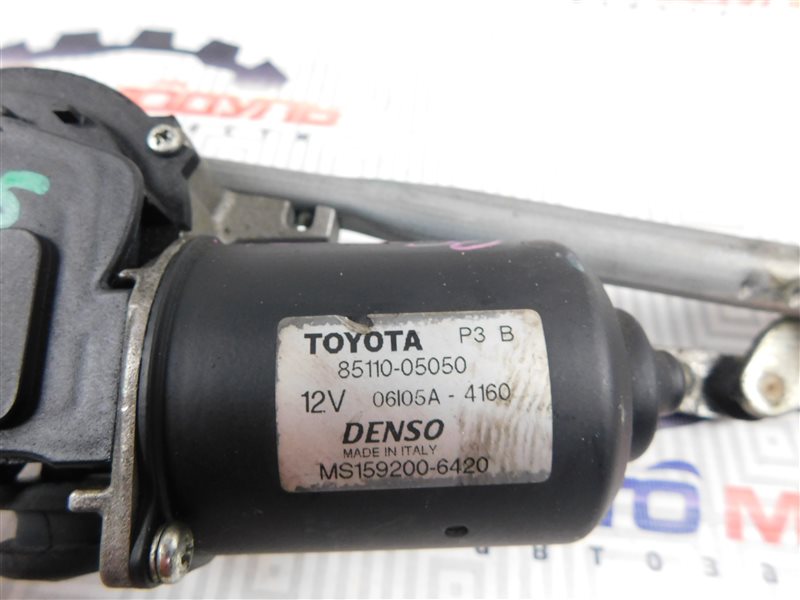 TOYOTA P3 B
85110-05050
12V 06I05A - 4160
DENSO
MADE IN ITALY
MS159200-6420